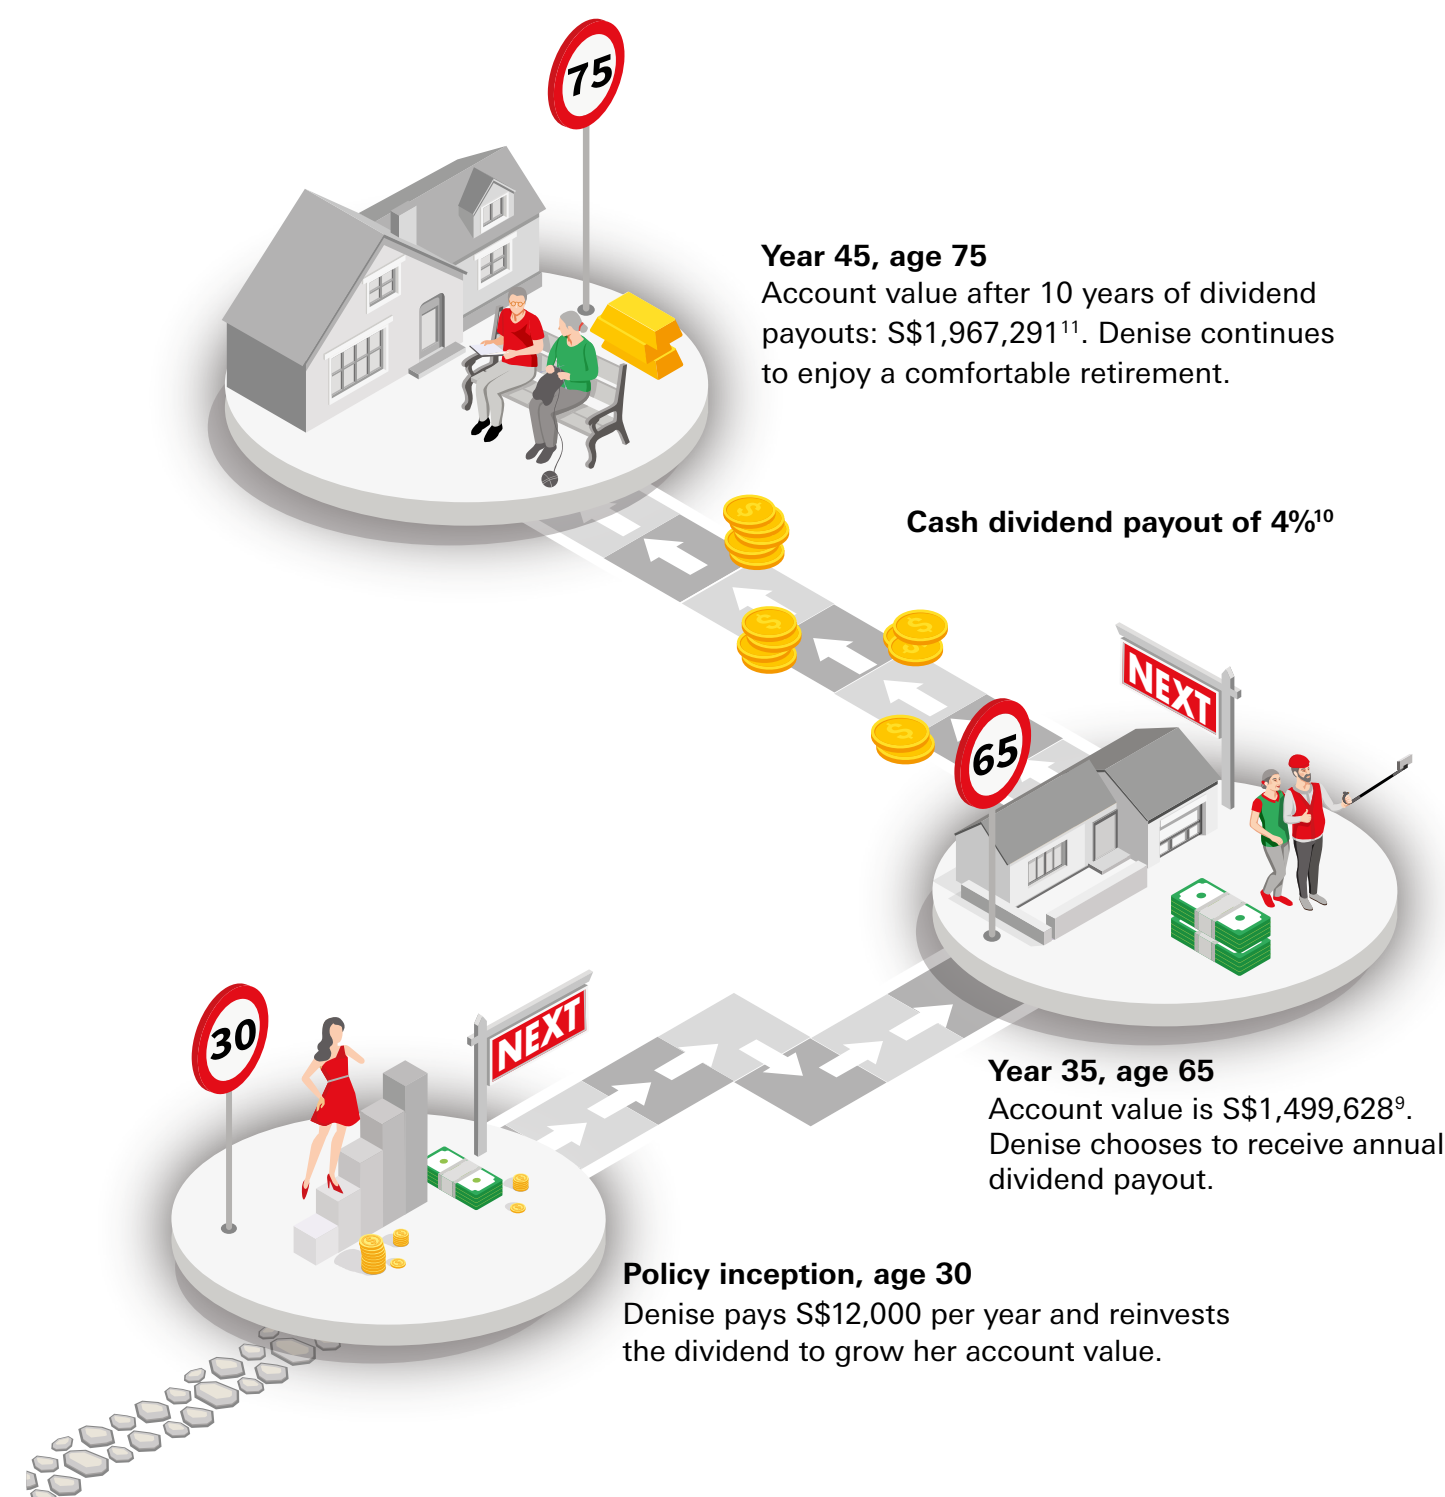 75
Year 45, age 75
Account value after 10 years of dividend
payouts: S$1,967,291¹¹. Denise continues
to enjoy a comfortable retirement.
Cash dividend payout of 4%¹⁰
NEXT
65
30
NEXT
Year 35, age 65
Account value is S$1,499,628⁹.
Denise chooses to receive annual
dividend payout.
Policy inception, age 30
Denise pays S$12,000 per year and reinvests
the dividend to grow her account value.